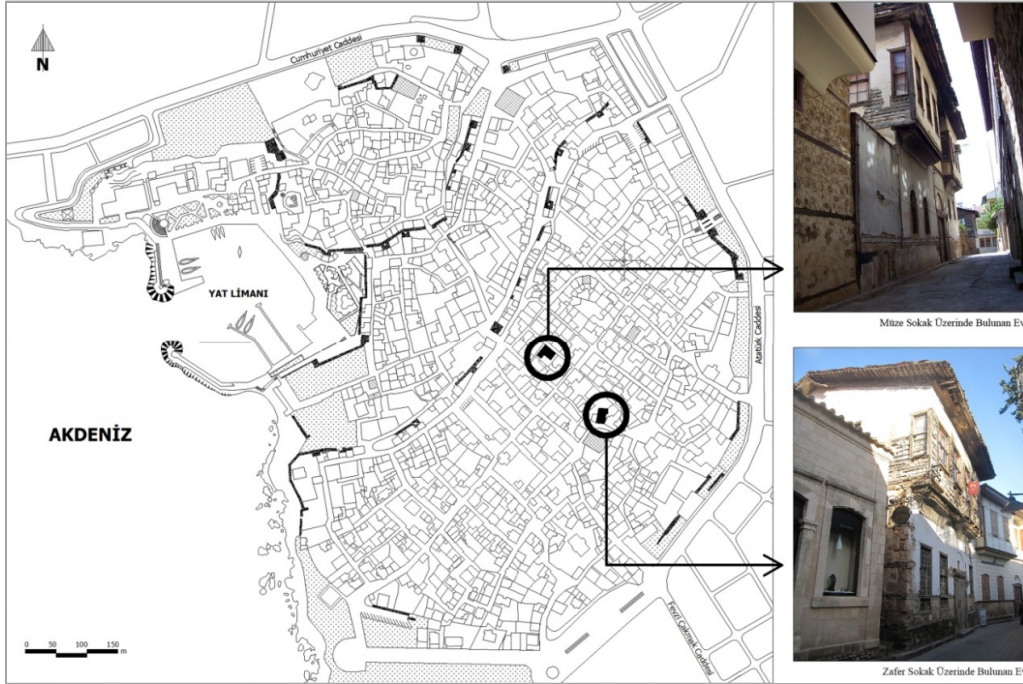 N
Cumhuriyet Caddesi
YAT LİMANI
Atatürk Caddesi
AKDENİZ
Fevzi Çakmak Caddesi
0 50 100 150 m
Müze Sokak Üzerinde Bulunan Ev
Zafer Sokak Üzerinde Bulunan Ev